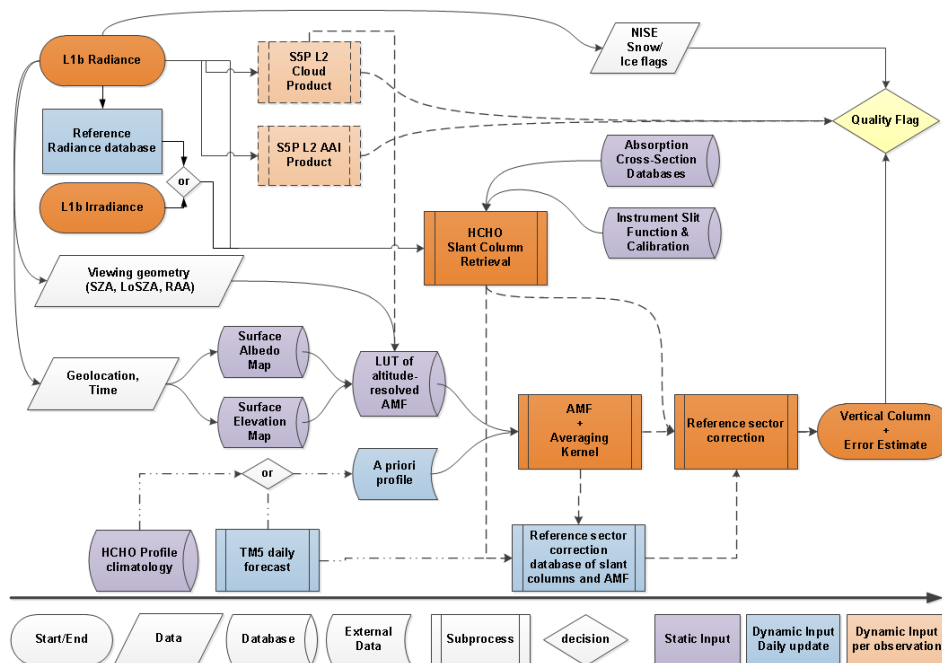 L1b Radiance
S5P L2
Cloud
Product
NISE
Snow/
Ice flags
Quality Flag
Reference
Radiance database
or
S5P L2 AAI
Product
Absorption
Cross-Section
Databases
L1b Irradiance
HCHO
Slant Column
Retrieval
Instrument Slit
Function &
Calibration
Viewing geometry
(SZA, LoSZA, RAA)
Geolocation,
Time
Surface
Albedo
Map
Surface
Elevation
Map
LUT of
altitude-
resolved
AMF
AMF
+
Averaging
Kernel
Reference sector
correction
Vertical Column
+
Error Estimate
or
A priori
profile
HCHO Profile
climatology
TM5 daily
forecast
Reference sector
correction
database of slant
columns and AMF
Start/End
Data
Database
External
Data
Subprocess
decision
Static Input
Dynamic Input
Daily update
Dynamic Input
per observation